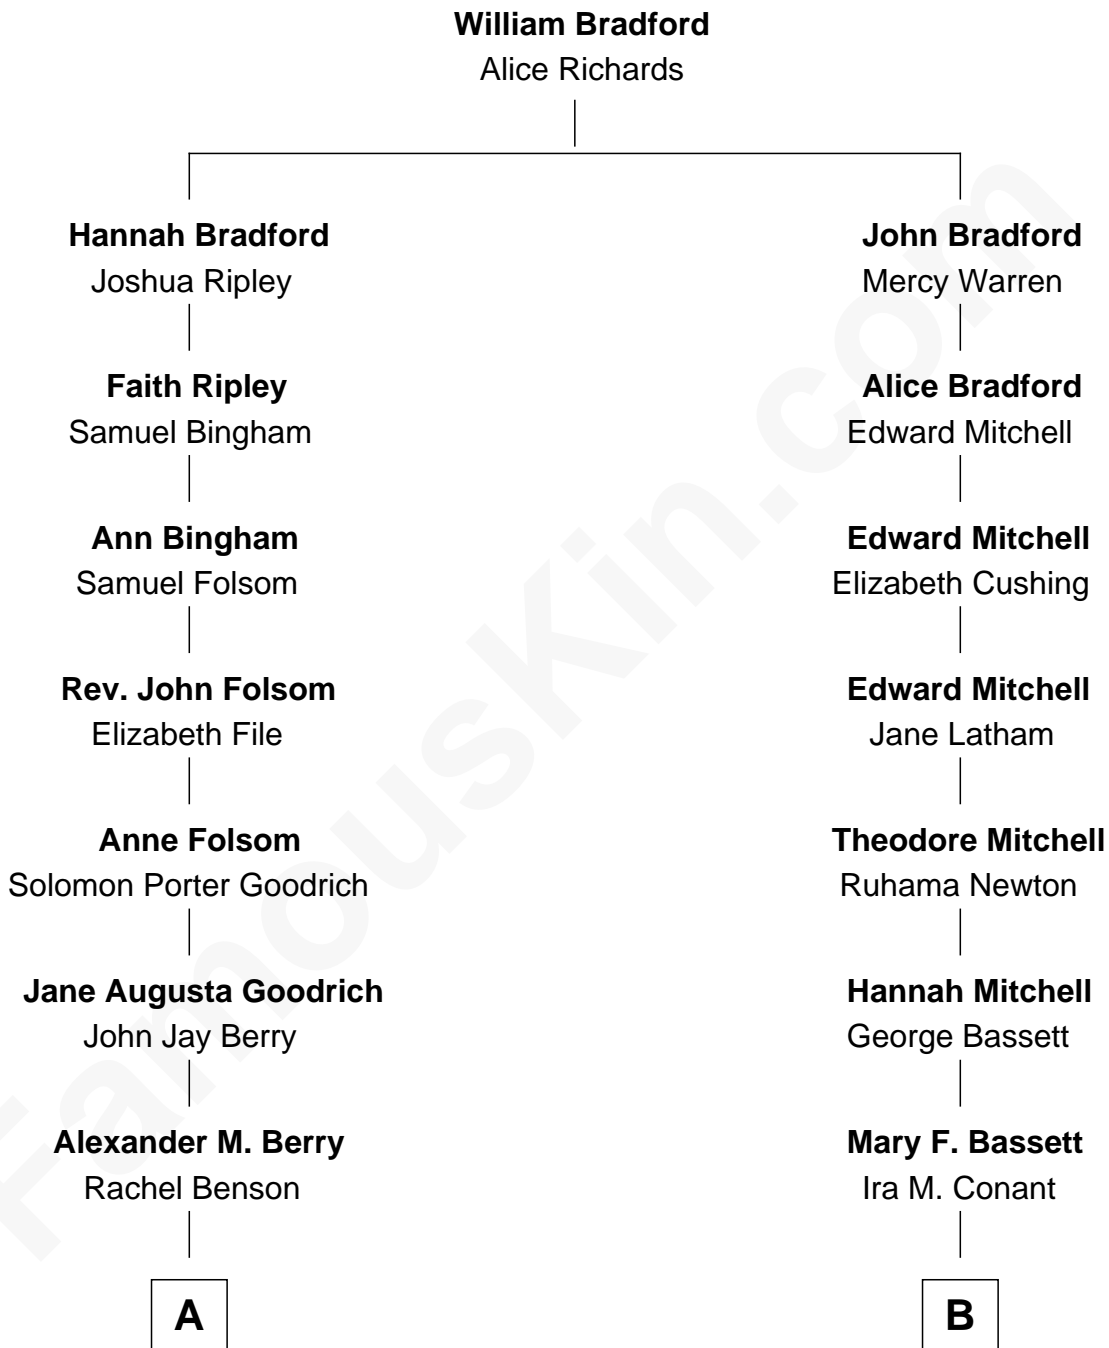 William Bradford
Alice Richards
Hannah Bradford
Joshua Ripley
John Bradford
Mercy Warren
Faith Ripley
Samuel Bingham
Alice Bradford
Edward Mitchell
Ann Bingham
Samuel Folsom
Edward Mitchell
Elizabeth Cushing
Rev. John Folsom
Elizabeth File
Edward Mitchell
Jane Latham
Anne Folsom
Solomon Porter Goodrich
Theodore Mitchell
Ruhama Newton
Jane Augusta Goodrich
John Jay Berry
Hannah Mitchell
George Bassett
Alexander M. Berry
Rachel Benson
Mary F. Bassett
Ira M. Conant
A
B
FamousKin.com